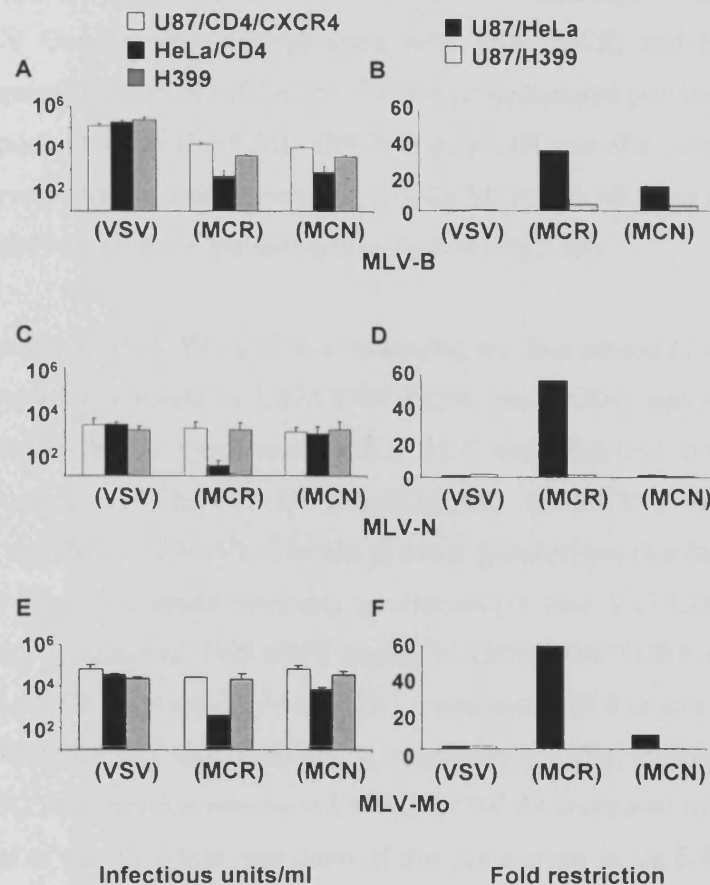 U87/CD4/CXCR4
HeLa/CD4
H399
U87/HeLa
U87/H399
A
10⁶
10⁴
10²
(VSV) (MCR) (MCN)
B
60
40
20
0
(VSV) (MCR) (MCN)
MLV-B
C
10⁶
10⁴
10²
(VSV) (MCR) (MCN)
D
60
40
20
0
(VSV) (MCR) (MCN)
MLV-N
E
10⁶
10⁴
10²
(VSV) (MCR) (MCN)
F
60
40
20
0
(VSV) (MCR) (MCN)
MLV-Mo
Infectious units/ml
Fold restriction